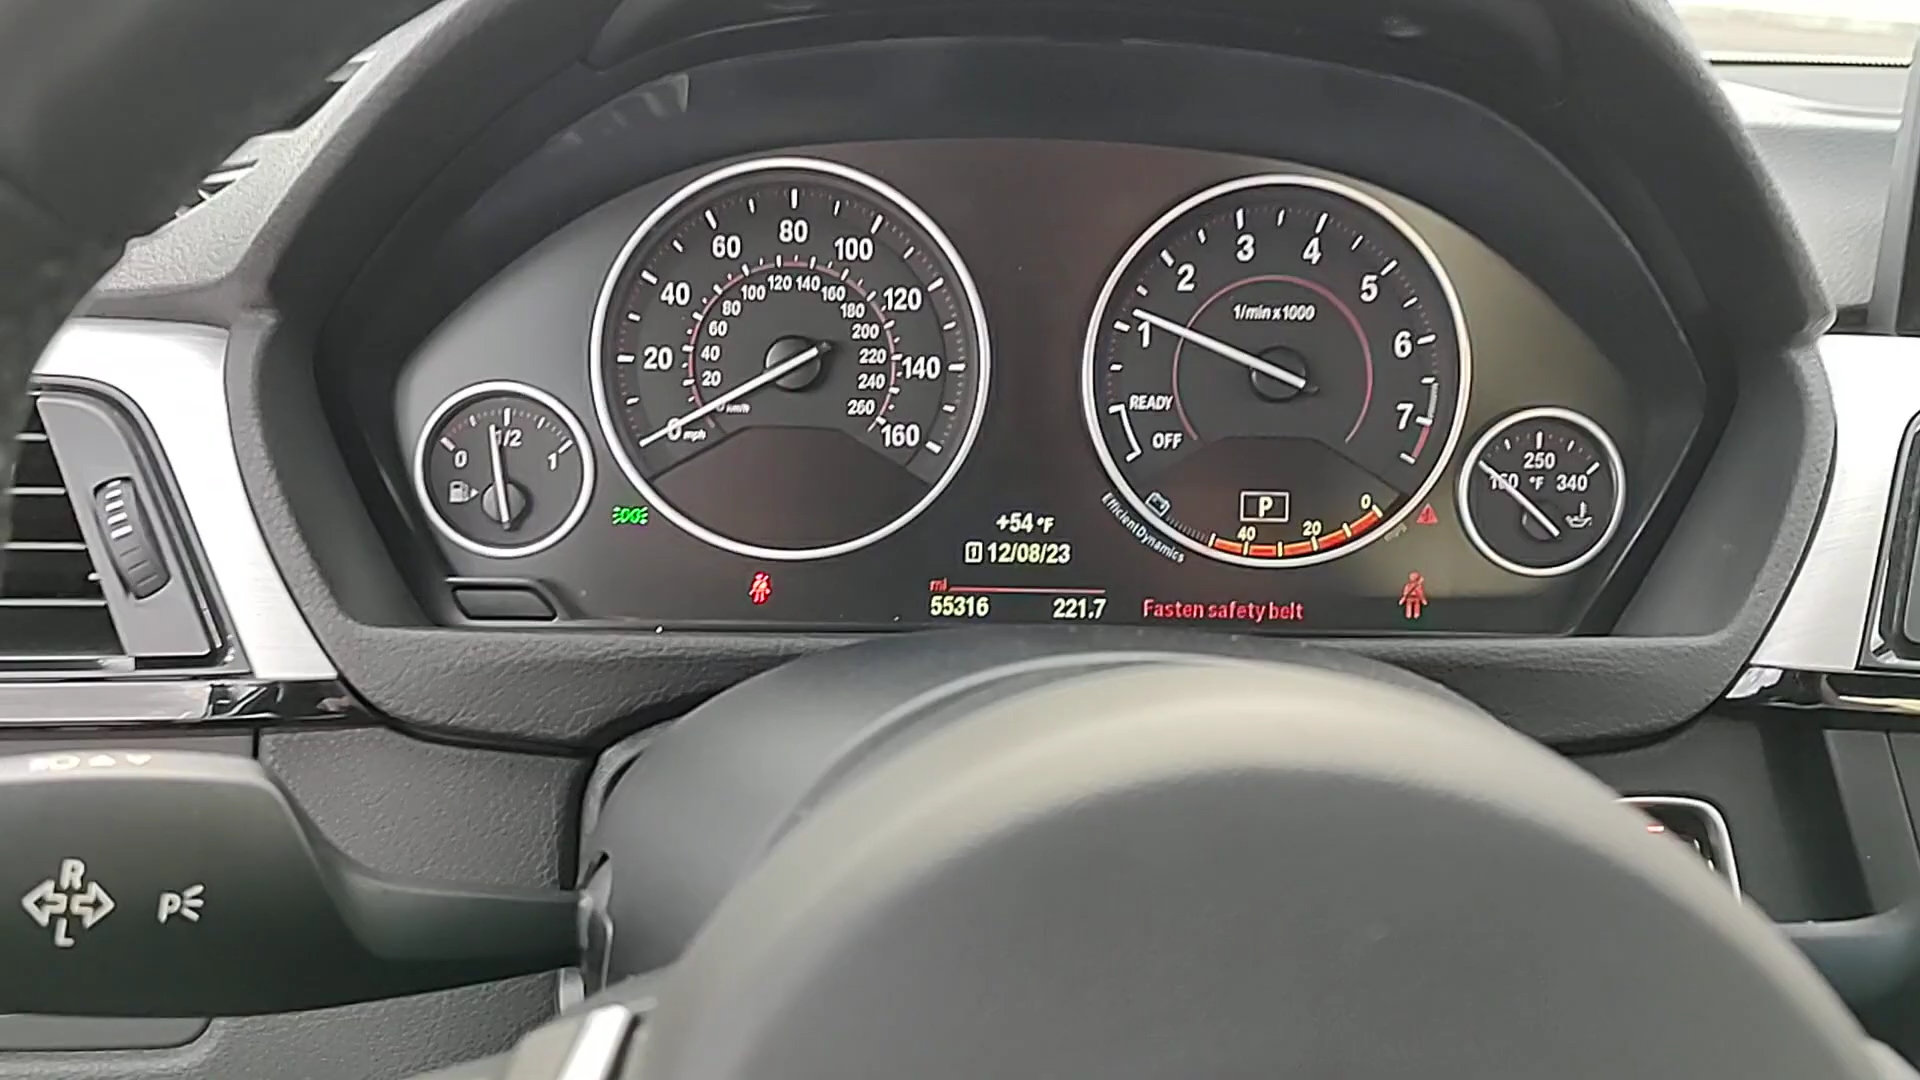 60 80 100
40 120
20 140
0 mph 160
100 120 140 160
80 180
60 200
40 220
20 240
0 km/h 260
0 1/2 1
2 3 4
1 5
6
7
1/min x 1000
READY
OFF
P
40 20 0
EfficientDynamics
250
160 °F 340
+54 °F
12/08/23
mi
55316 221.7
Fasten safety belt
R
L
P